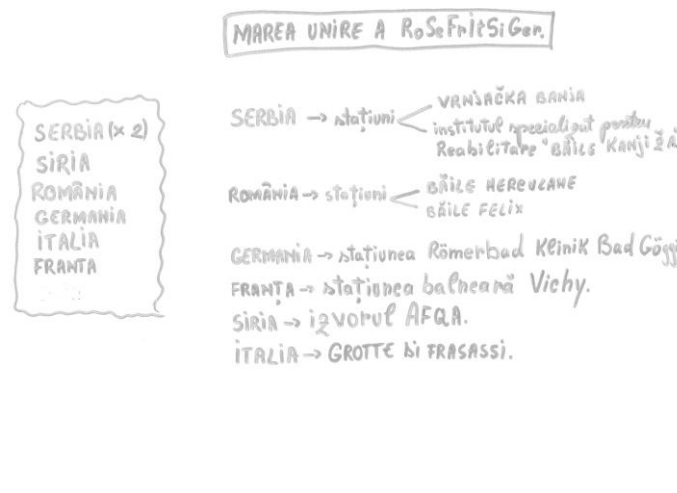 MAREA UNIRE A RoSeFrItSiGer.
SERBIA (x 2)
SIRIA
ROMÂNIA
GERMANIA
ITALIA
FRANTA
SERBIA → stațiuni
VRNJAČKA BANJA
institutul specializat pentru
Reabilitare "BĂILE KANJIŽA
ROMÂNIA → stațiuni
BĂILE HERCULANE
BĂILE FELIX
GERMANIA → stațiunea Römerbad Klinik Bad Göggi
FRANȚA → stațiunea balneară Vichy.
SIRIA → izvorul AFQA.
ITALIA → GROTTE DI FRASASSI.